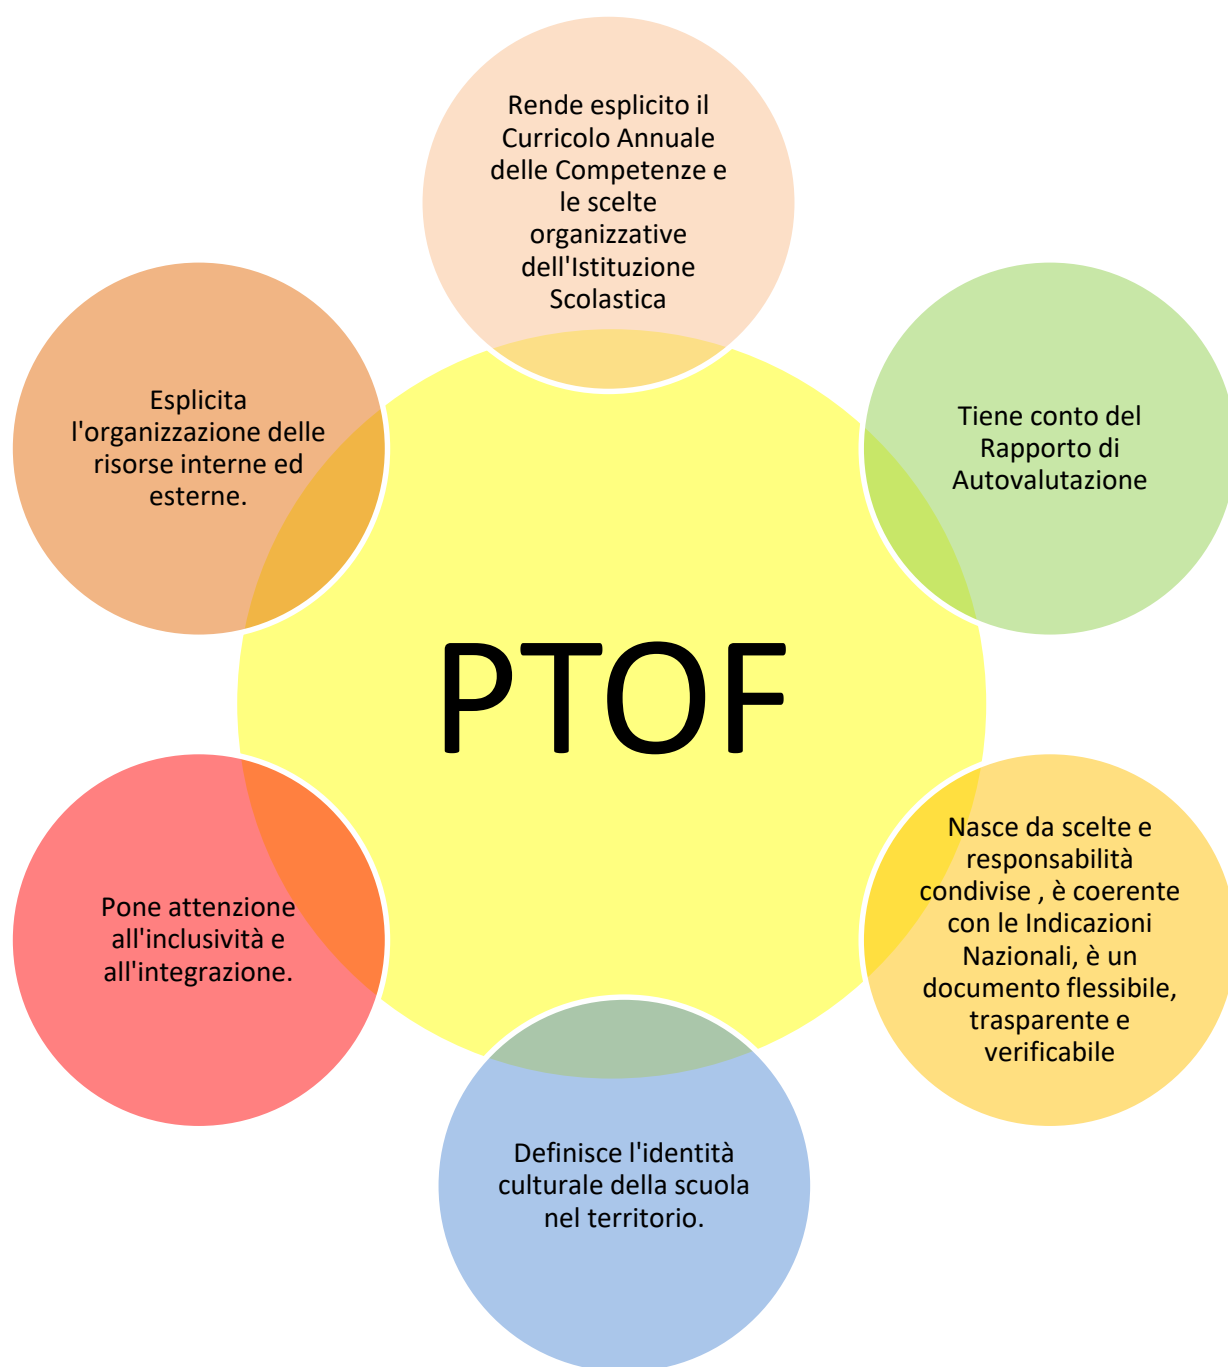 Rende esplicito il
Curricolo Annuale
delle Competenze e
le scelte
organizzative
dell'Istituzione
Scolastica
Tiene conto del
Rapporto di
Autovalutazione
Nasce da scelte e
responsabilità
condivise , è coerente
con le Indicazioni
Nazionali, è un
documento flessibile,
trasparente e
verificabile
Definisce l'identità
culturale della scuola
nel territorio.
Pone attenzione
all'inclusività e
all'integrazione.
Esplicita
l'organizzazione delle
risorse interne ed
esterne.
PTOF